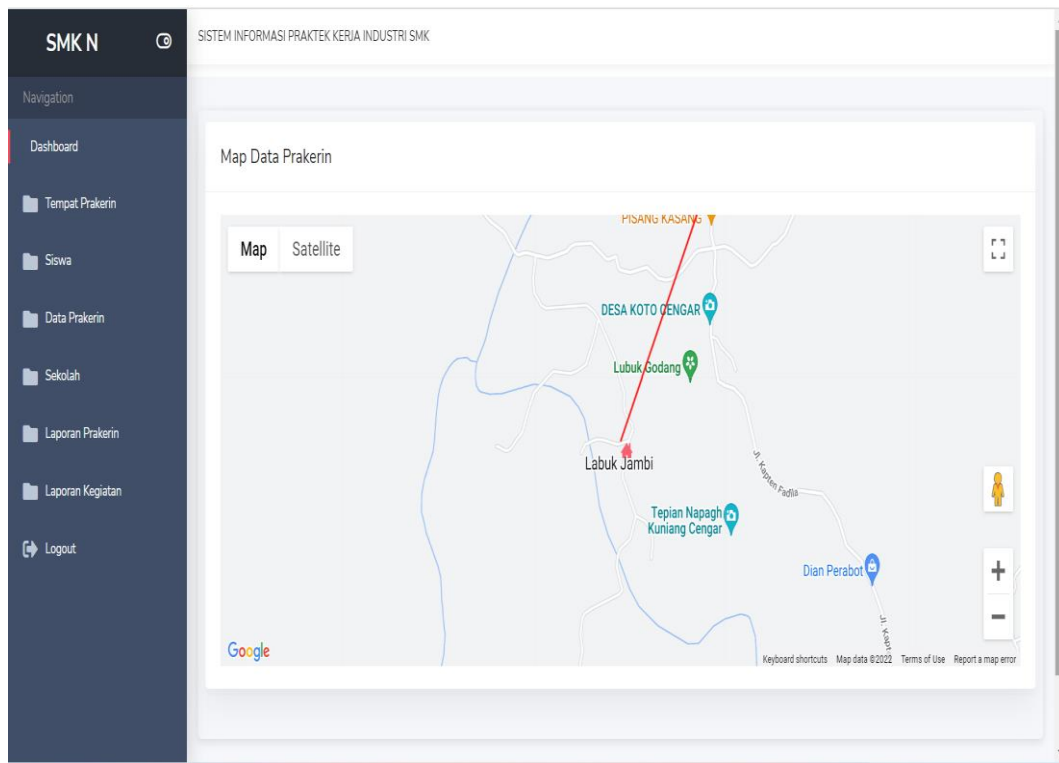 SMK N
SISTEM INFORMASI PRAKTEK KERJA INDUSTRI SMK
Navigation
Dashboard
Tempat Prakerin
Siswa
Data Prakerin
Sekolah
Laporan Prakerin
Laporan Kegiatan
Logout
Map Data Prakerin
Map
Satellite
PISANG KASANG
DESA KOTO CENGAR
Lubuk Godang
Labuk Jambi
Jl. Kapten Fadila
Tepian Napagh
Kuniang Cengar
Dian Perabot
Jl. Kapt.
Google
Keyboard shortcuts
Map data ©2022
Terms of Use
Report a map error